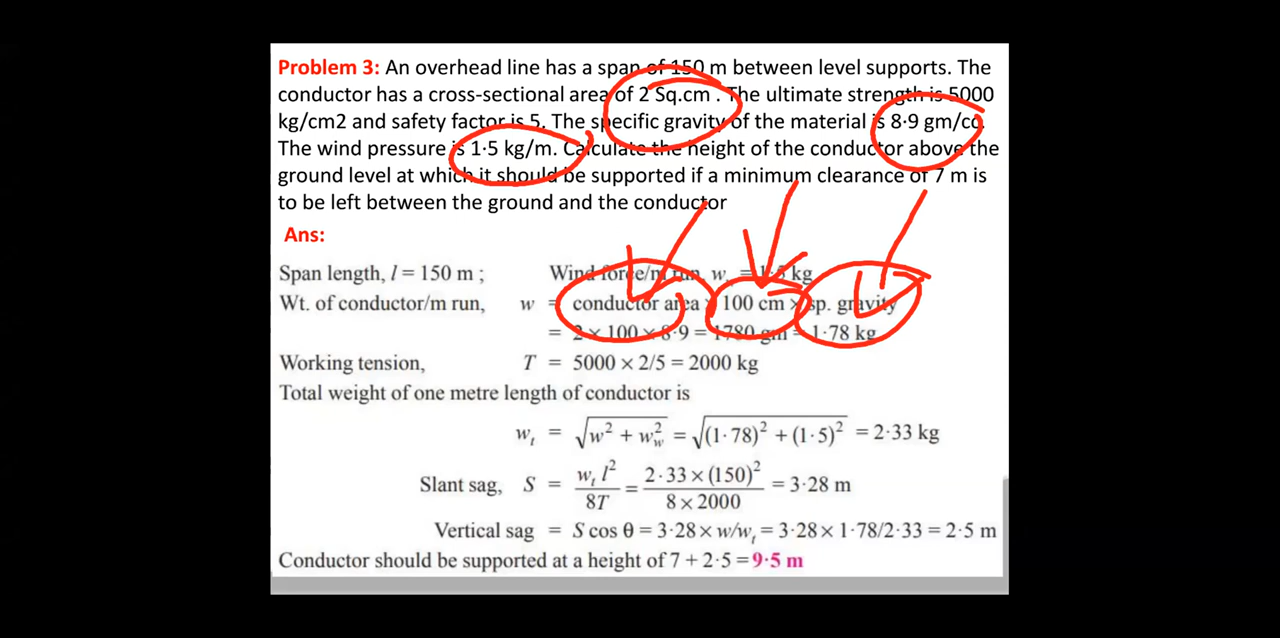 Problem 3: An overhead line has a span of 150 m between level supports. The
conductor has a cross-sectional area of 2 Sq.cm . The ultimate strength is 5000
kg/cm2 and safety factor is 5. The specific gravity of the material is 8·9 gm/cc.
The wind pressure is 1·5 kg/m. Calculate the height of the conductor above the
ground level at which it should be supported if a minimum clearance of 7 m is
to be left between the ground and the conductor
Ans:
Span length, l = 150 m ; Wind force/m run, w_w = 1·5 kg
Wt. of conductor/m run, w = conductor area × 100 cm × sp. gravity
= 2 × 100 × 8·9 = 1780 gm = 1·78 kg
Working tension, T = 5000 × 2/5 = 2000 kg
Total weight of one metre length of conductor is
w_t = √(w² + w_w²) = √((1·78)² + (1·5)²) = 2·33 kg
Slant sag, S = w_t l² / 8T = 2·33 × (150)² / 8 × 2000 = 3·28 m
Vertical sag = S cos θ = 3·28 × w/w_t = 3·28 × 1·78/2·33 = 2·5 m
Conductor should be supported at a height of 7 + 2·5 = 9·5 m